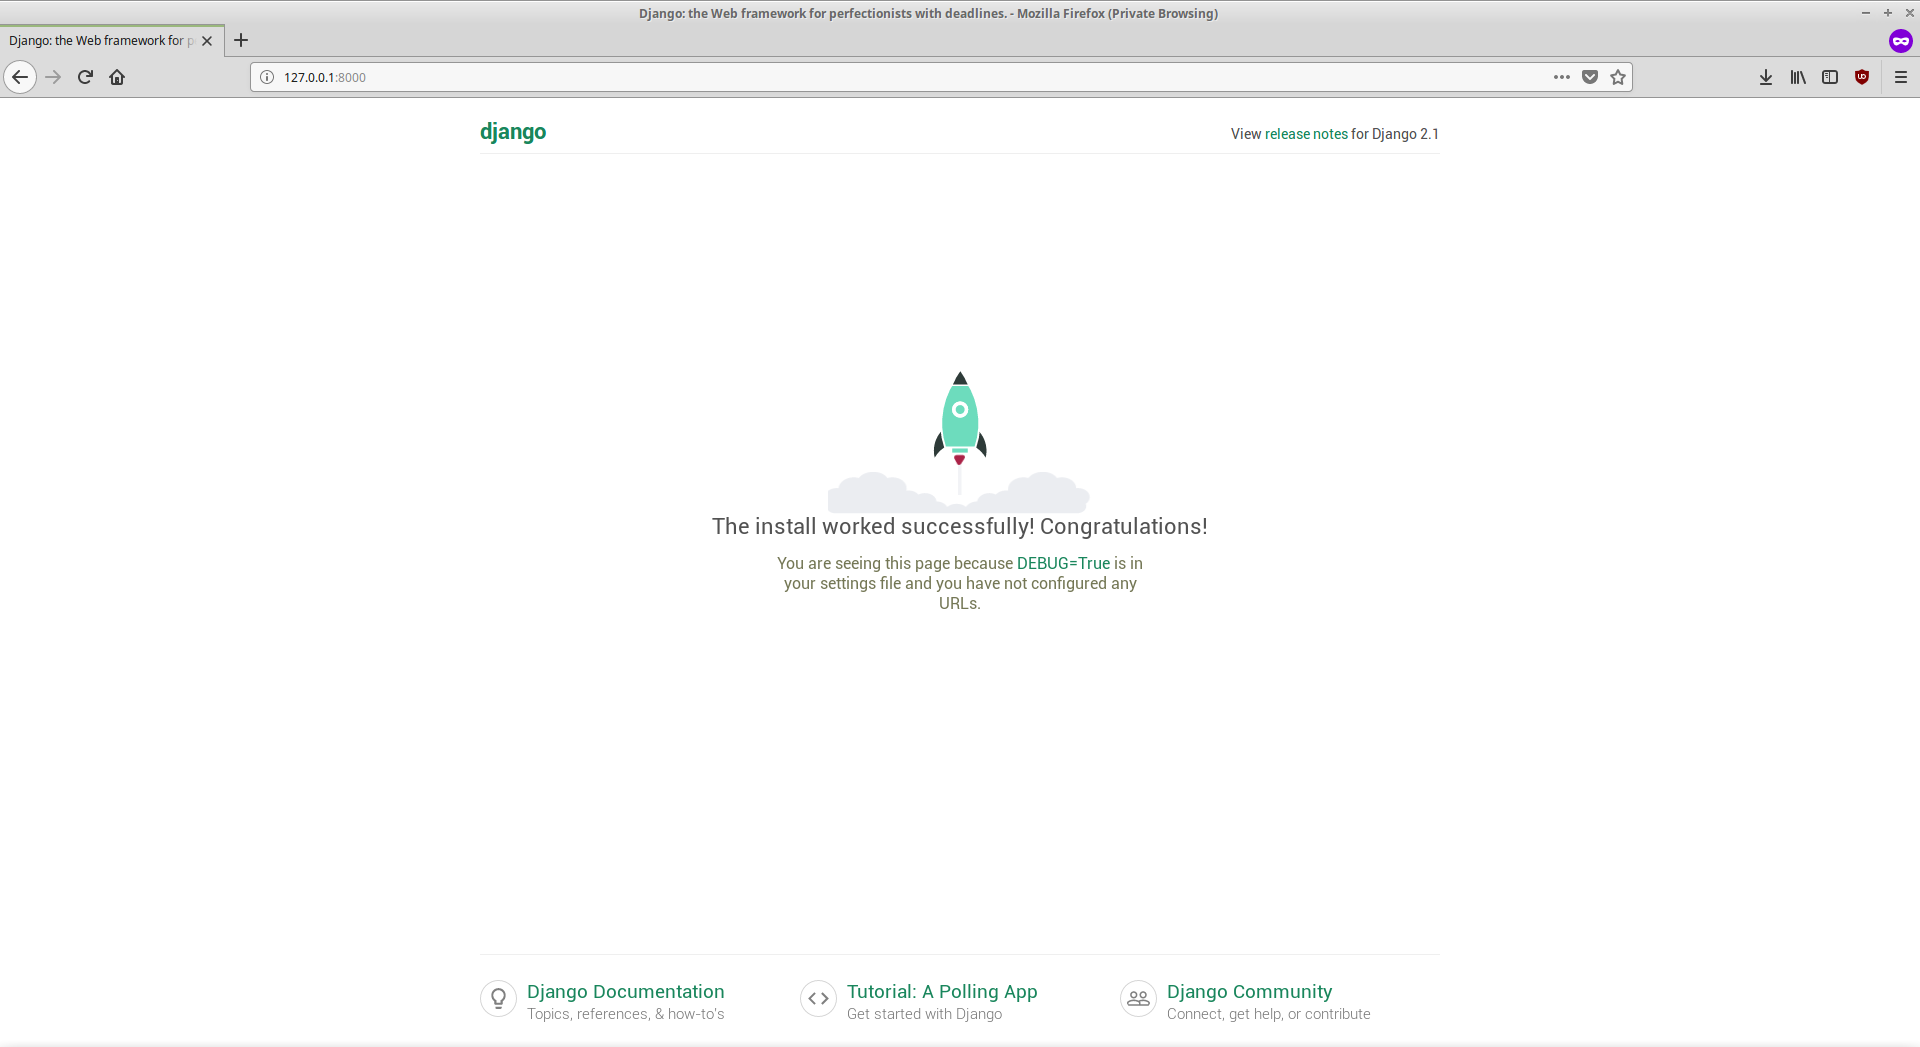 Django: the Web framework for perfectionists with deadlines. - Mozilla Firefox (Private Browsing)
Django: the Web framework for p
127.0.0.1:8000
django
View release notes for Django 2.1
The install worked successfully! Congratulations!
You are seeing this page because DEBUG=True is in
your settings file and you have not configured any
URLs.
Django Documentation
Topics, references, & how-to's
Tutorial: A Polling App
Get started with Django
Django Community
Connect, get help, or contribute